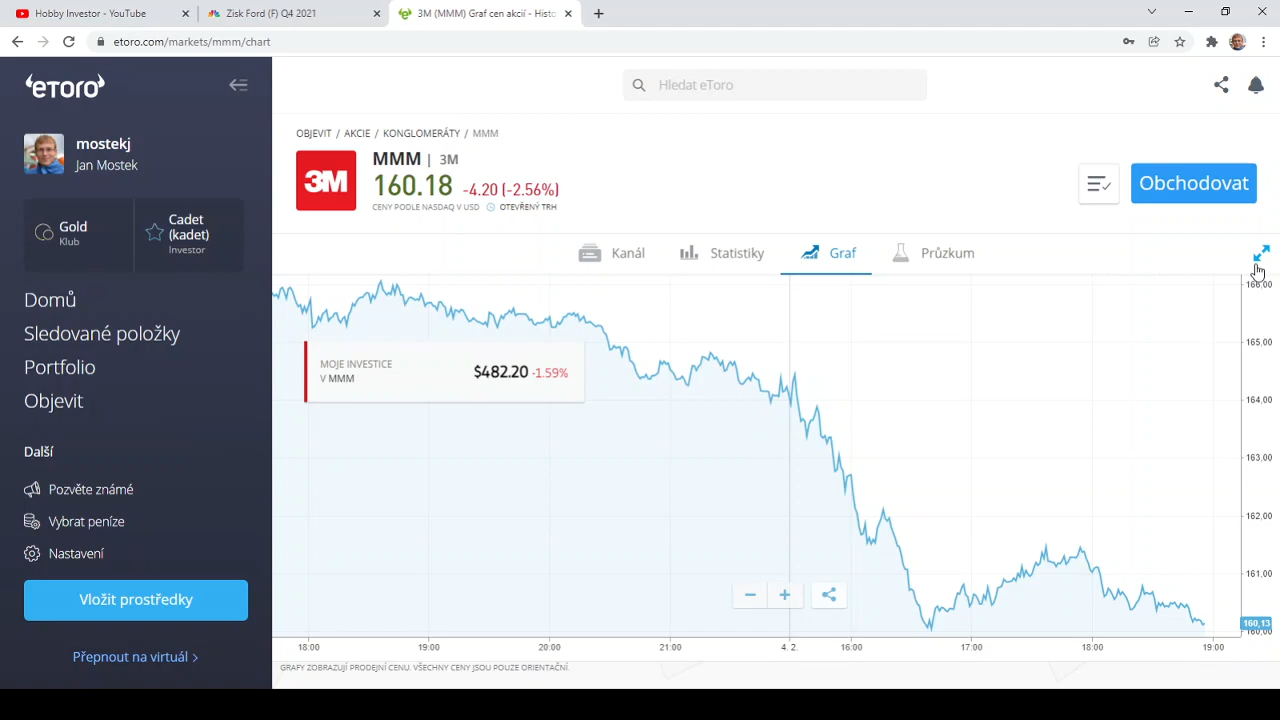 Hobby Investor - YouTube
Zisk Ford (F) Q4 2021
3M (MMM) Graf cen akcií - Histo
etoro.com/markets/mmm/chart
eToro
Hledat eToro
mostekj
Jan Mostek
Gold
Klub
Cadet
(kadet)
Investor
Domů
Sledované položky
Portfolio
Objevit
Další
Pozvěte známé
Vybrat peníze
Nastavení
Vložit prostředky
Přepnout na virtuál >
OBJEVIT / AKCIE / KONGLOMERÁTY / MMM
3M
MMM | 3M
160.18 -4.20 (-2.56%)
CENY PODLE NASDAQ V USD OTEVŘENÝ TRH
Obchodovat
Kanál
Statistiky
Graf
Průzkum
MOJE INVESTICE
V MMM
$482.20 -1.59%
166,00
165,00
164,00
163,00
162,00
161,00
160,13
160,00
18:00
19:00
20:00
21:00
4. 2.
16:00
17:00
18:00
19:00
GRAFY ZOBRAZUJÍ PRODEJNÍ CENU. VŠECHNY CENY JSOU POUZE ORIENTAČNÍ.